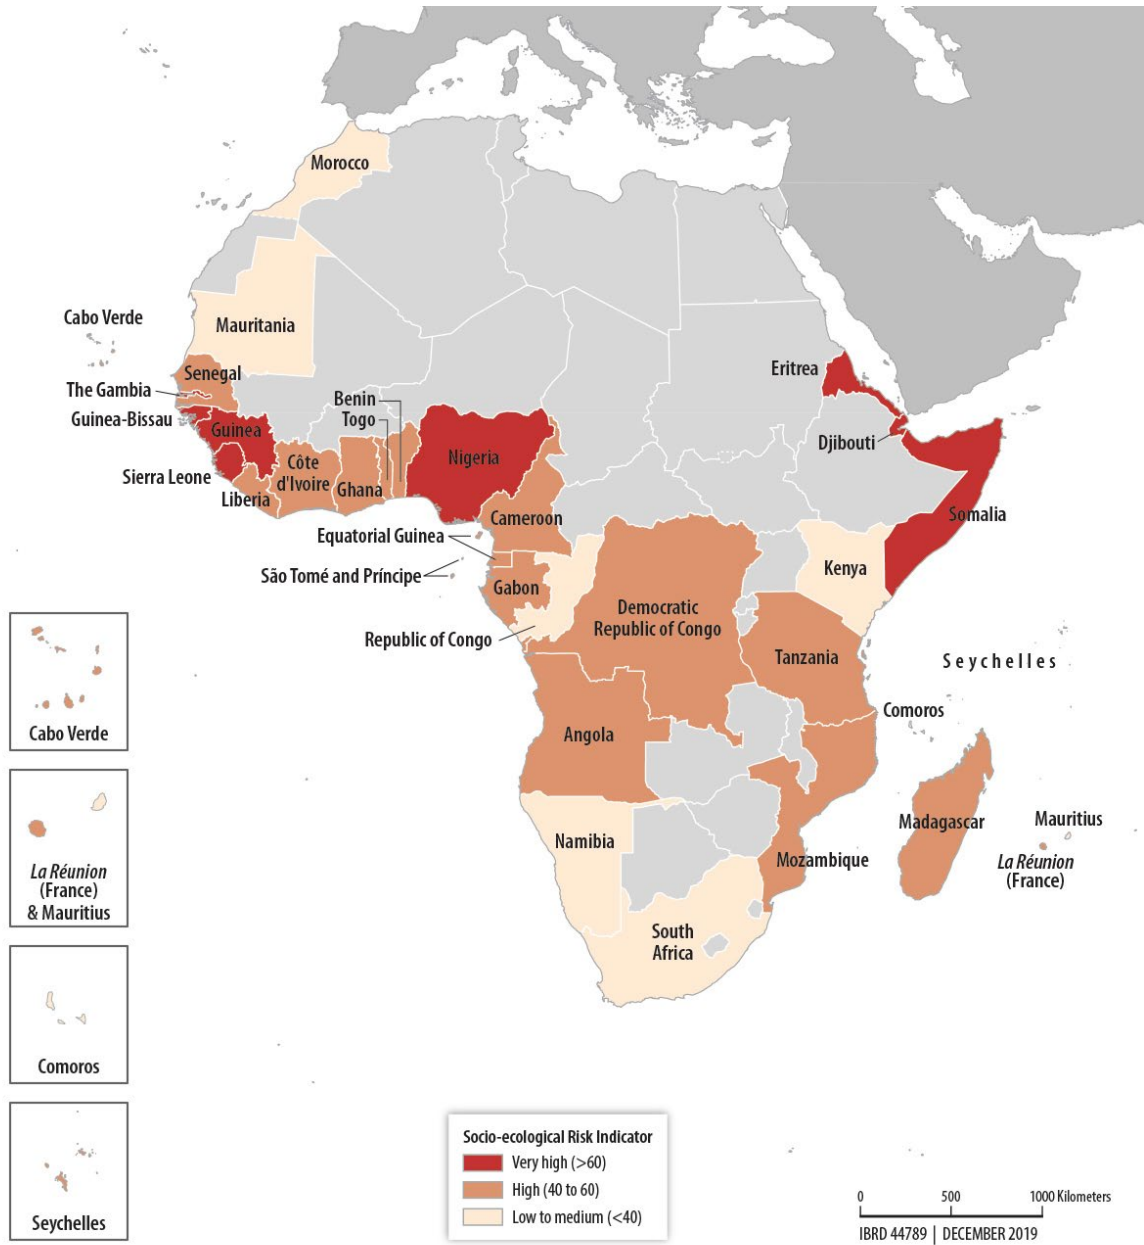 Morocco
Mauritania
Cabo Verde
Senegal
The Gambia
Guinea-Bissau
Guinea
Sierra Leone
Liberia
Côte
d'Ivoire
Ghana
Benin
Togo
Nigeria
Cameroon
Equatorial Guinea
São Tomé and Príncipe
Gabon
Republic of Congo
Democratic
Republic of Congo
Eritrea
Djibouti
Somalia
Kenya
Tanzania
Seychelles
Comoros
Angola
Namibia
South
Africa
Mozambique
Madagascar
Mauritius
La Réunion
(France)
Cabo Verde
La Réunion
(France)
& Mauritius
Comoros
Seychelles
Socio-ecological Risk Indicator
Very high (>60)
High (40 to 60)
Low to medium (<40)
0 500 1000 Kilometers
IBRD 44789 | DECEMBER 2019